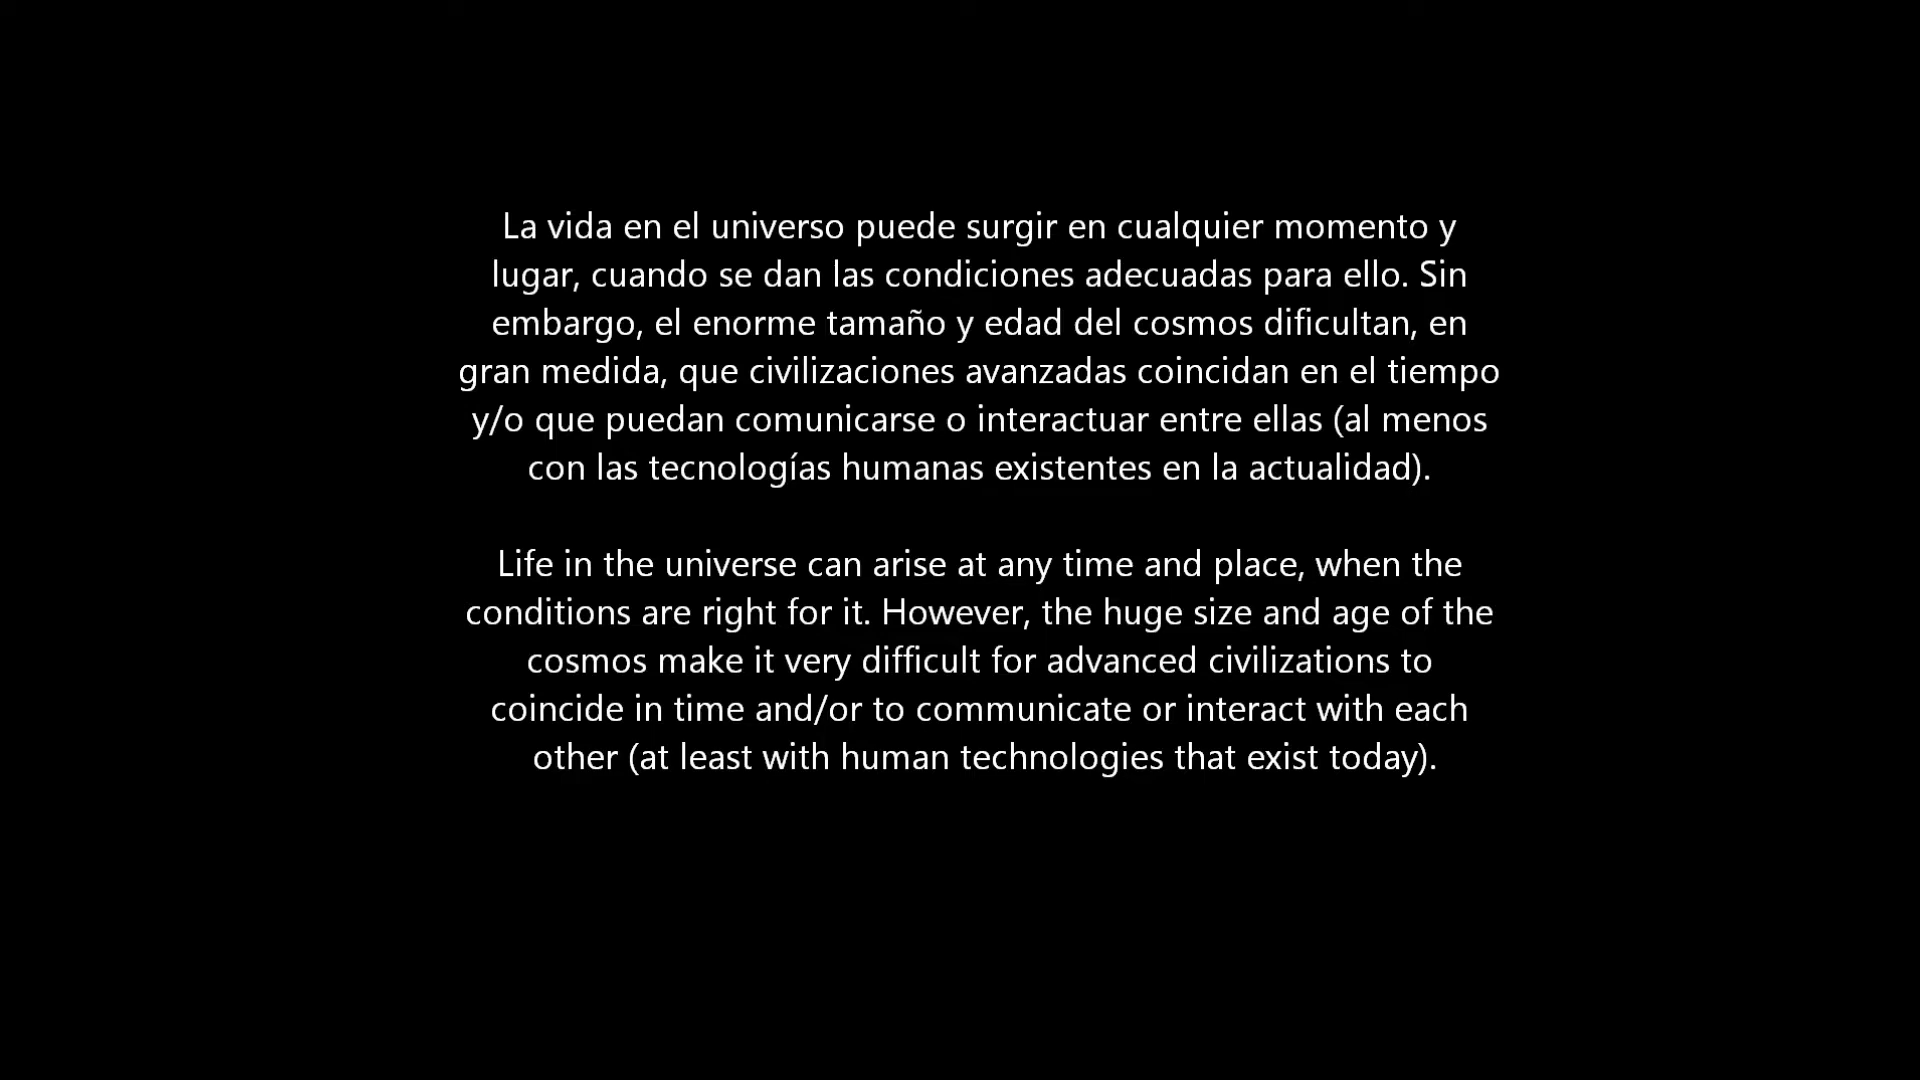 La vida en el universo puede surgir en cualquier momento y
lugar, cuando se dan las condiciones adecuadas para ello. Sin
embargo, el enorme tamaño y edad del cosmos dificultan, en
gran medida, que civilizaciones avanzadas coincidan en el tiempo
y/o que puedan comunicarse o interactuar entre ellas (al menos
con las tecnologías humanas existentes en la actualidad).
Life in the universe can arise at any time and place, when the
conditions are right for it. However, the huge size and age of the
cosmos make it very difficult for advanced civilizations to
coincide in time and/or to communicate or interact with each
other (at least with human technologies that exist today).